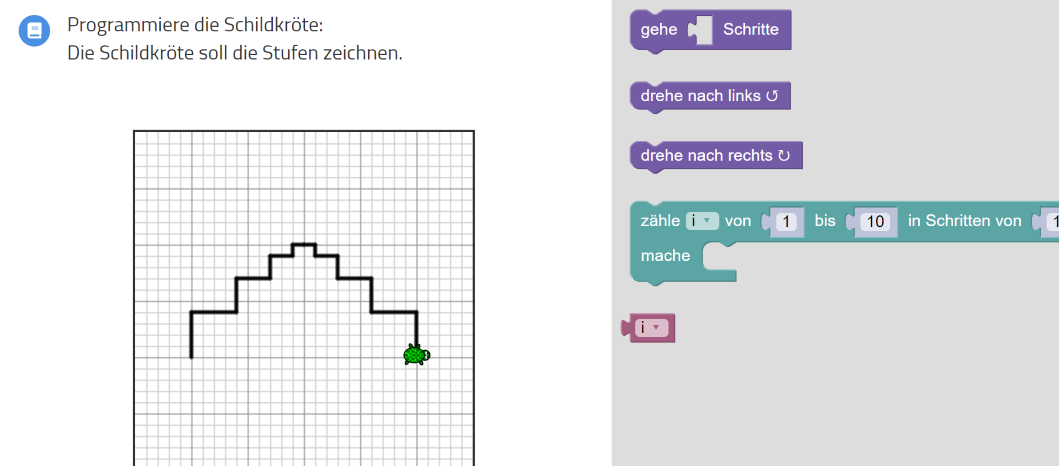 Programmiere die Schildkröte:
Die Schildkröte soll die Stufen zeichnen.
gehe Schritte
drehe nach links ↺
drehe nach rechts ↻
zähle i von 1 bis 10 in Schritten von 1
mache
i